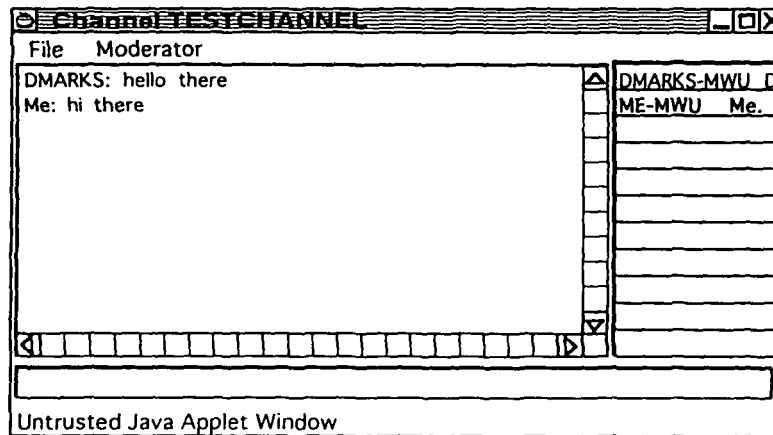 Channel TESTCHANNEL
File Moderator
DMARKS: hello there
Me: hi there
DMARKS-MWU D
ME-MWU Me.
Untrusted Java Applet Window